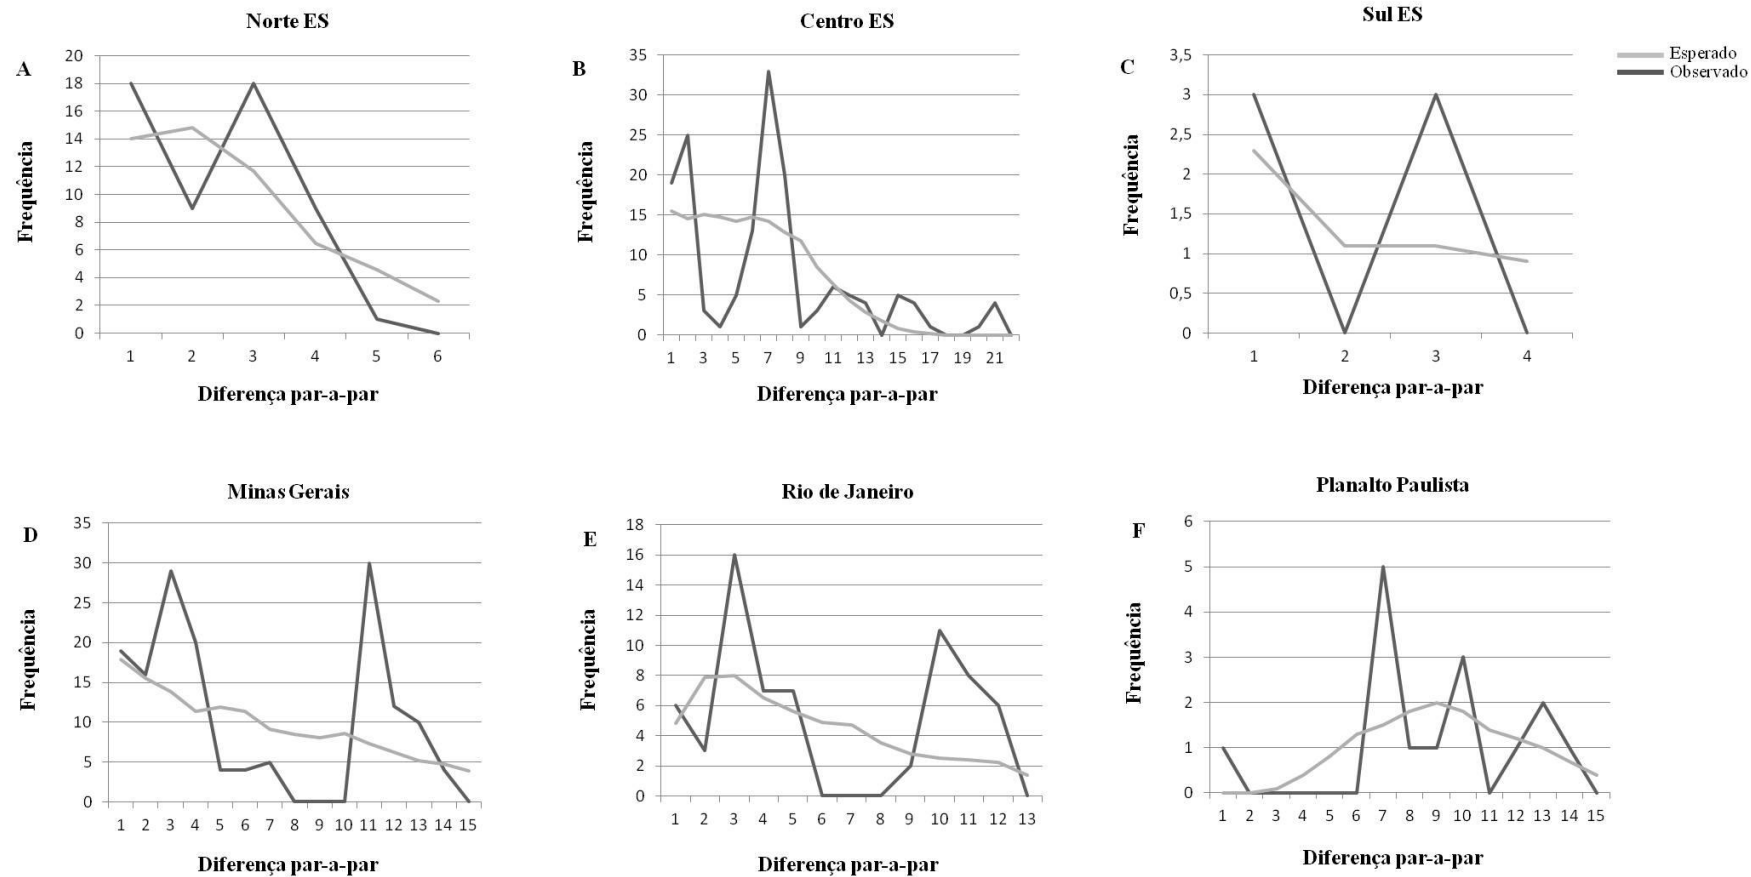 Norte ES
A
20
18
16
14
12
10
8
6
4
2
0
Frequência
1 2 3 4 5 6
Diferença par-a-par
Centro ES
B
35
30
25
20
15
10
5
0
Frequência
1 3 5 7 9 11 13 15 17 19 21
Diferença par-a-par
Sul ES
C
3,5
3
2,5
2
1,5
1
0,5
0
Frequência
1 2 3 4
Diferença par-a-par
Esperado
Observado
Minas Gerais
D
35
30
25
20
15
10
5
0
Frequência
1 2 3 4 5 6 7 8 9 10 11 12 13 14 15
Diferença par-a-par
Rio de Janeiro
E
18
16
14
12
10
8
6
4
2
0
Frequência
1 2 3 4 5 6 7 8 9 10 11 12 13
Diferença par-a-par
Planalto Paulista
F
6
5
4
3
2
1
0
Frequência
1 2 3 4 5 6 7 8 9 10 11 12 13 14 15
Diferença par-a-par